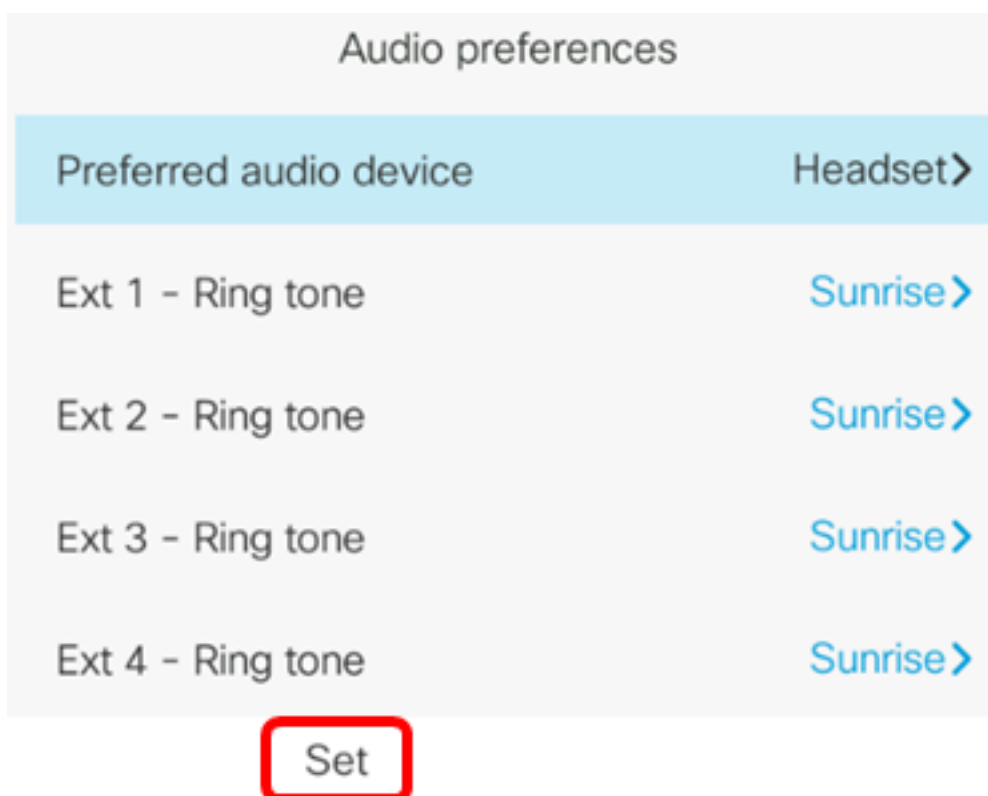 Audio preferences
Preferred audio device Headset>
Ext 1 - Ring tone Sunrise>
Ext 2 - Ring tone Sunrise>
Ext 3 - Ring tone Sunrise>
Ext 4 - Ring tone Sunrise>
Set